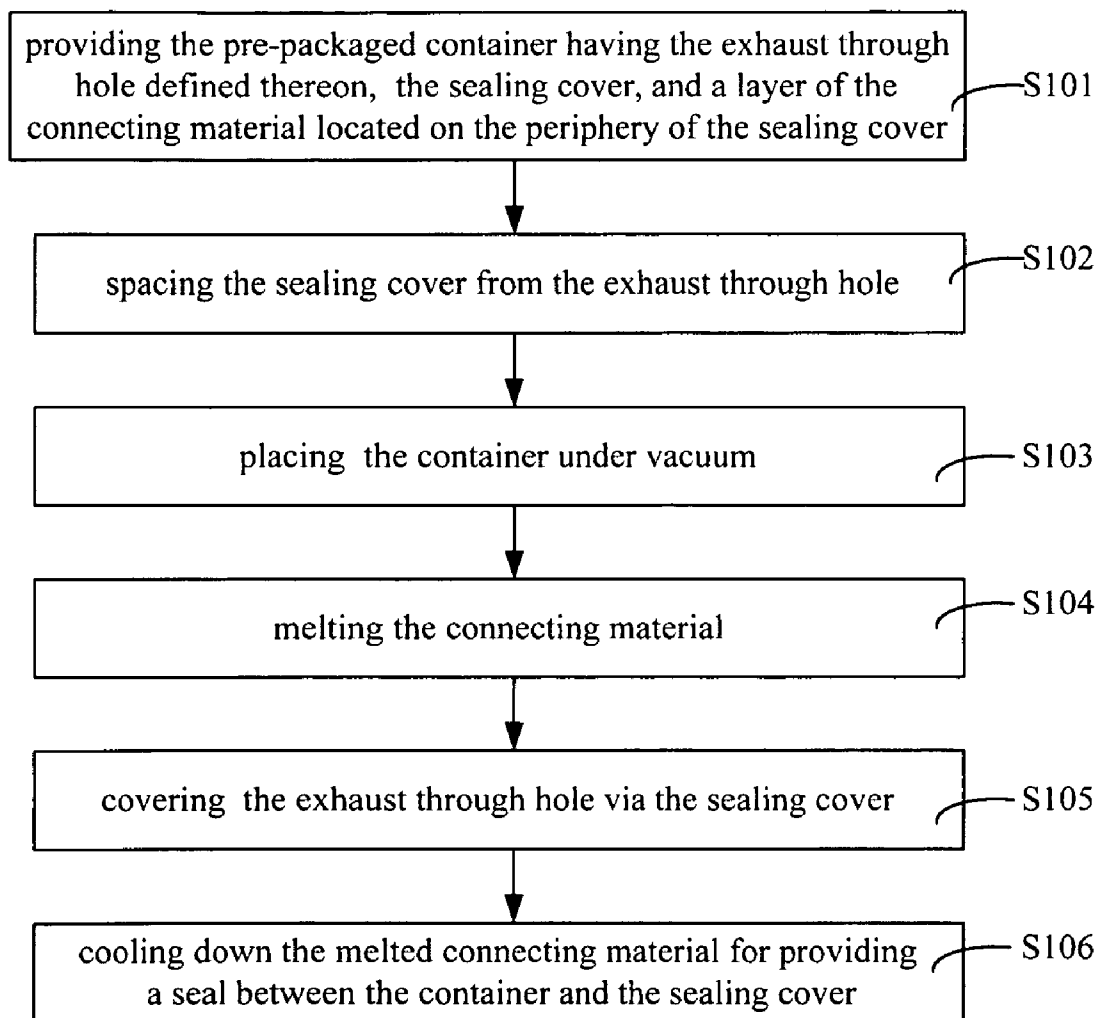 providing the pre-packaged container having the exhaust through
hole defined thereon, the sealing cover, and a layer of the
connecting material located on the periphery of the sealing cover
S101
spacing the sealing cover from the exhaust through hole
S102
placing the container under vacuum
S103
melting the connecting material
S104
covering the exhaust through hole via the sealing cover
S105
cooling down the melted connecting material for providing
a seal between the container and the sealing cover
S106